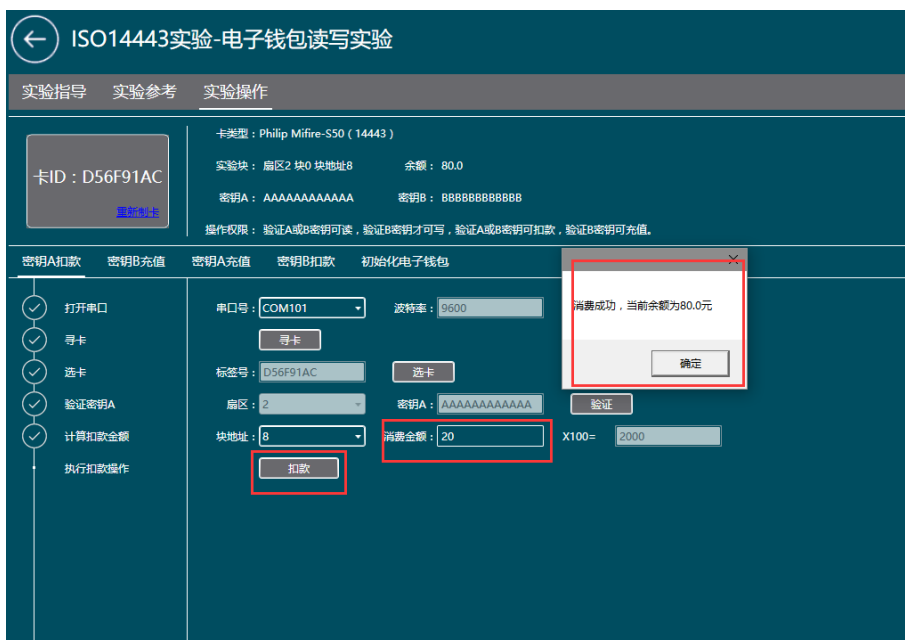 ISO14443实验-电子钱包读写实验
实验指导 实验参考 实验操作
卡ID：D56F91AC
重新制卡
卡类型：Philip Mifire-S50（14443）
实验块：扇区2 块0 块地址8 余额：80.0
密钥A：AAAAAAAAAAAA 密钥B：BBBBBBBBBBBB
操作权限：验证A或B密钥可读，验证B密钥才可写，验证A或B密钥可扣款，验证B密钥可充值。
密钥A扣款 密钥B充值 密钥A充值 密钥B扣款 初始化电子钱包
打开串口 串口号：COM101 波特率：9600
寻卡 寻卡
选卡 标签号：D56F91AC 选卡
验证密钥A 扇区：2 密钥A：AAAAAAAAAAAA 验证
计算扣款金额 块地址：8 消费金额：20 X100= 2000
执行扣款操作 扣款
消费成功，当前余额为80.0元
确定